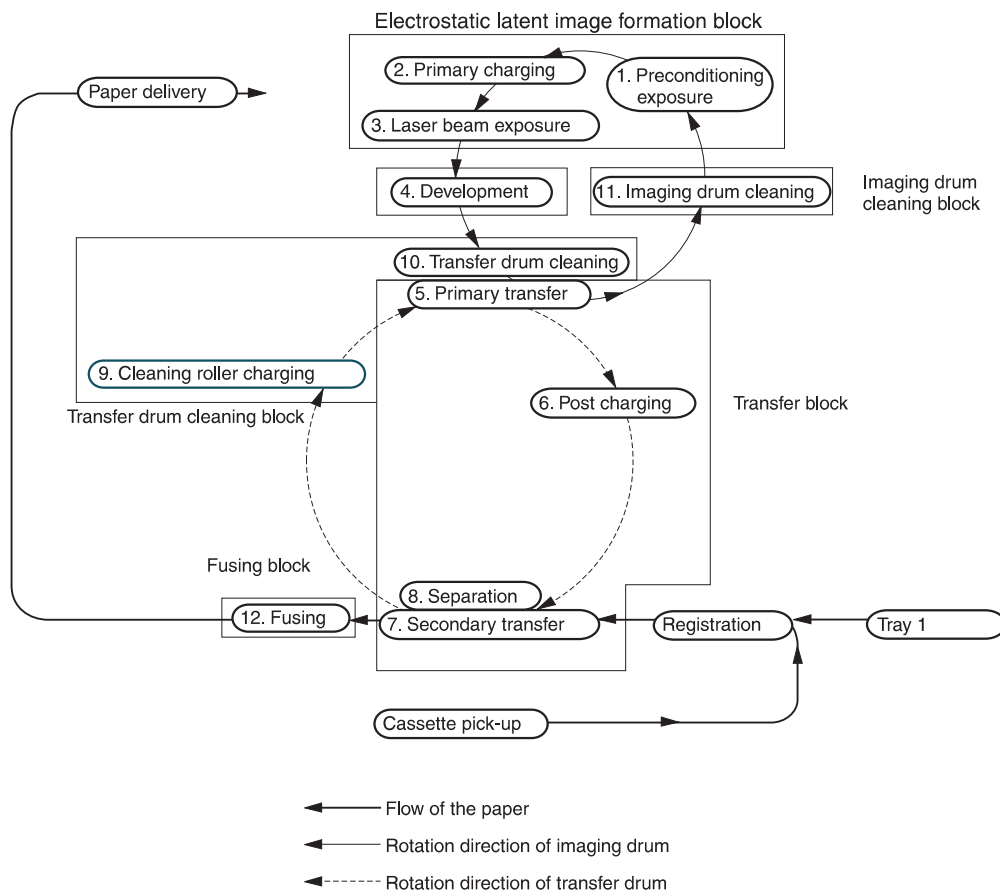 Electrostatic latent image formation block
2. Primary charging
1. Preconditioning
exposure
Paper delivery
3. Laser beam exposure
4. Development
11. Imaging drum cleaning
Imaging drum
cleaning block
10. Transfer drum cleaning
5. Primary transfer
9. Cleaning roller charging
6. Post charging
Transfer block
Transfer drum cleaning block
Fusing block
8. Separation
12. Fusing
7. Secondary transfer
Registration
Tray 1
Cassette pick-up
Flow of the paper
Rotation direction of imaging drum
Rotation direction of transfer drum